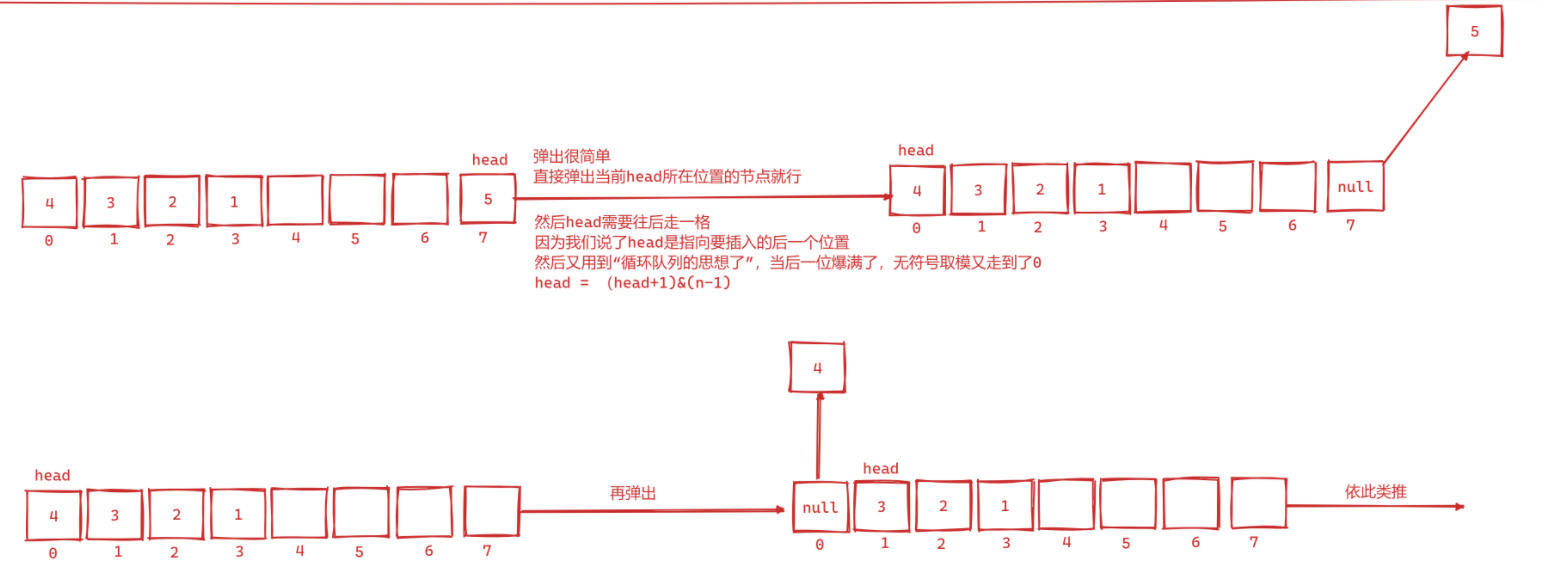 5
head
弹出很简单
直接弹出当前head所在位置的节点就行
head
4 3 2 1 5
4 3 2 1 null
0 1 2 3 4 5 6 7
0 1 2 3 4 5 6 7
然后head需要往后走一格
因为我们说了head是指向要插入的后一个位置
然后又用到“循环队列的思想了”，当后一位爆满了，无符号取模又走到了0
head = （head+1)&(n-1)
4
head
head
4 3 2 1
再弹出
null 3 2 1
依此类推
0 1 2 3 4 5 6 7
0 1 2 3 4 5 6 7